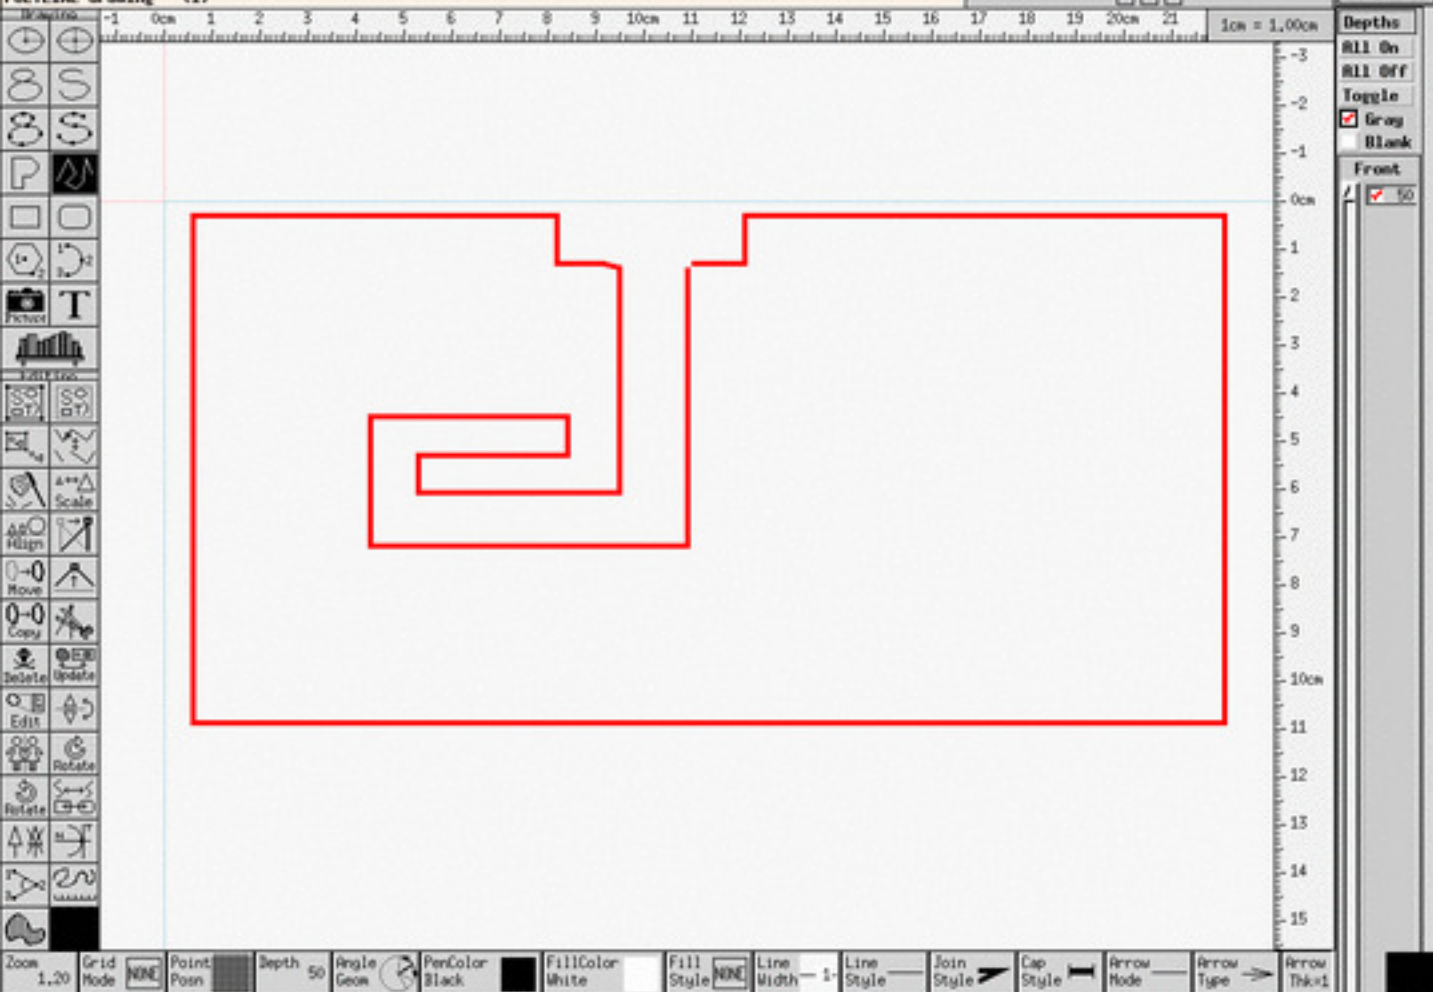 Drawing
-1 0cm 1 2 3 4 5 6 7 8 9 10cm 11 12 13 14 15 16 17 18 19 20cm 21
1cm = 1.00cm
Depths
All On
All Off
Toggle
Gray
Blank
Front
50
-3
-2
-1
0cm
1
2
3
4
5
6
7
8
9
10cm
11
12
13
14
15
Picture
T
Editing
Scale
Align
Move
Copy
Delete Update
Edit
Rotate
Rotate
Zoom
1.20
Grid
Mode NONE
Point
Posn
Depth 50
Angle
Geom
PenColor
Black
FillColor
White
Fill
Style NONE
Line
Width 1
Line
Style
Join
Style
Cap
Style
Arrow
Mode
Arrow
Type
Arrow
Thk=1